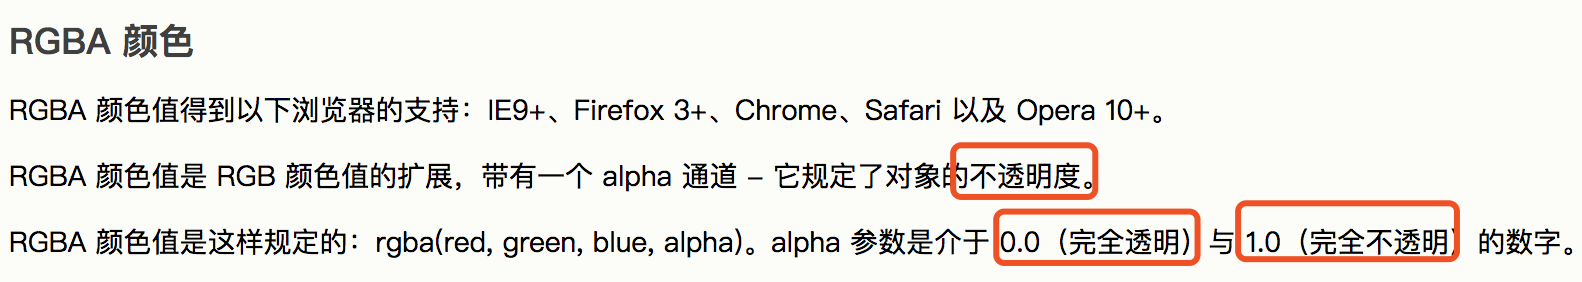 RGBA 颜色
RGBA 颜色值得到以下浏览器的支持：IE9+、Firefox 3+、Chrome、Safari 以及 Opera 10+。
RGBA 颜色值是 RGB 颜色值的扩展，带有一个 alpha 通道 – 它规定了对象的不透明度。
RGBA 颜色值是这样规定的：rgba(red, green, blue, alpha)。alpha 参数是介于 0.0（完全透明）与 1.0（完全不透明）的数字。